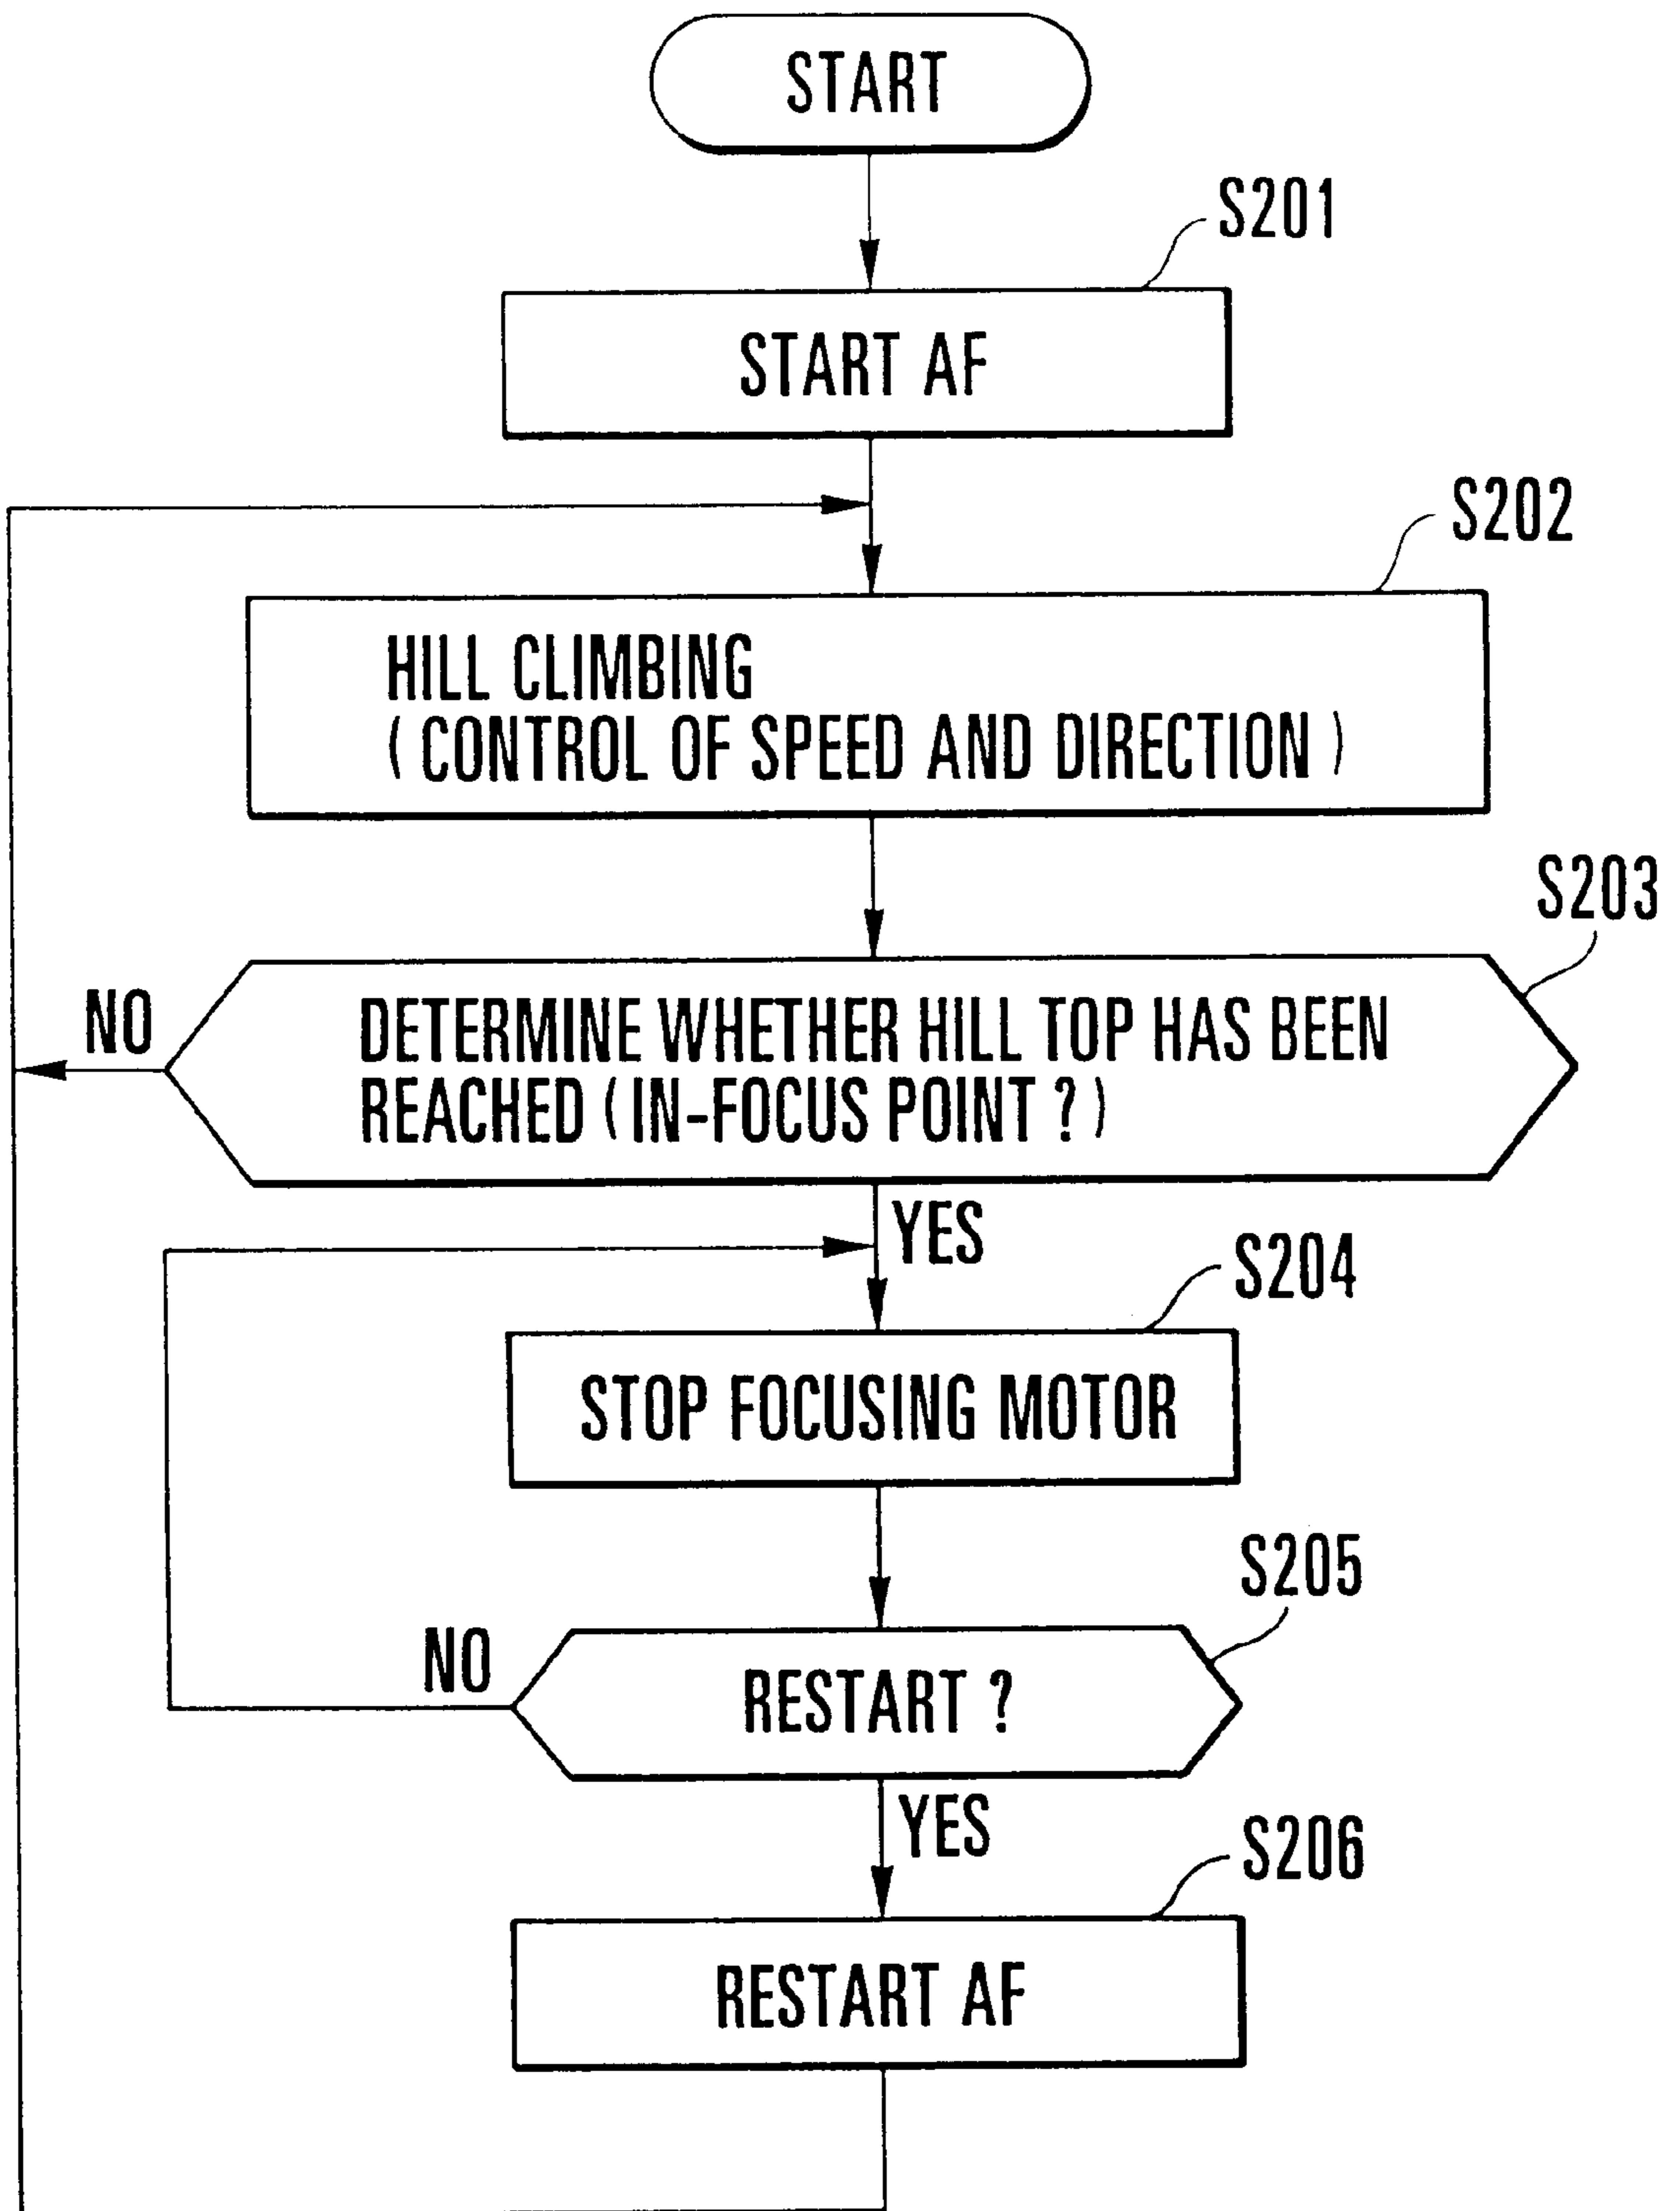 START
S201
START AF
S202
HILL CLIMBING
(CONTROL OF SPEED AND DIRECTION)
S203
NO
DETERMINE WHETHER HILL TOP HAS BEEN
REACHED (IN-FOCUS POINT ?)
YES
S204
STOP FOCUSING MOTOR
S205
NO
RESTART ?
YES
S206
RESTART AF